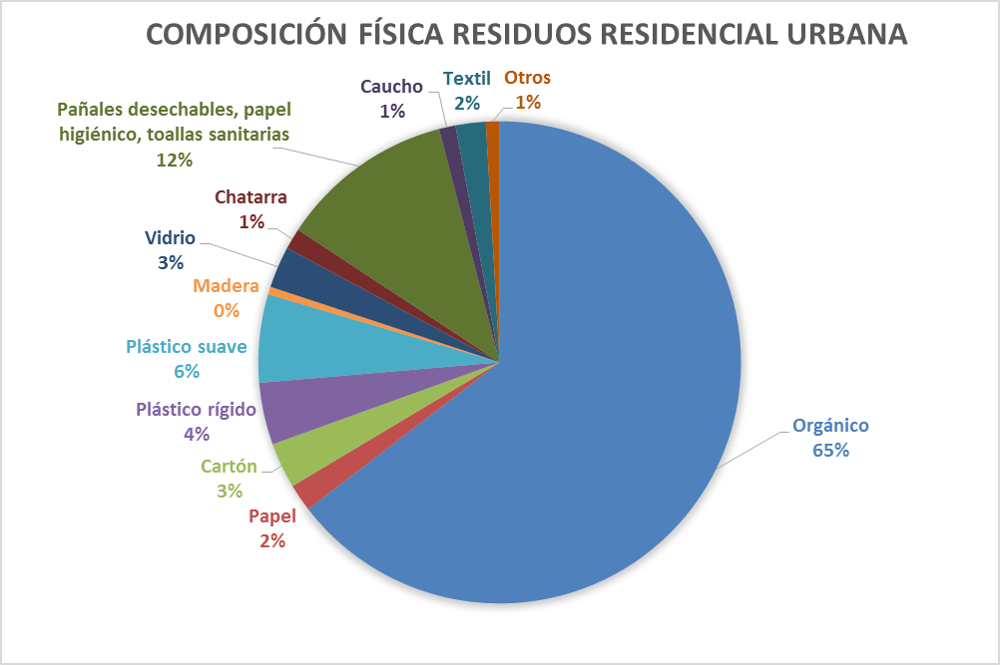 COMPOSICIÓN FÍSICA RESIDUOS RESIDENCIAL URBANA
Otros
1%
Textil
2%
Caucho
1%
Pañales desechables, papel
higiénico, toallas sanitarias
12%
Chatarra
1%
Vidrio
3%
Madera
0%
Plástico suave
6%
Plástico rígido
4%
Cartón
3%
Papel
2%
Orgánico
65%